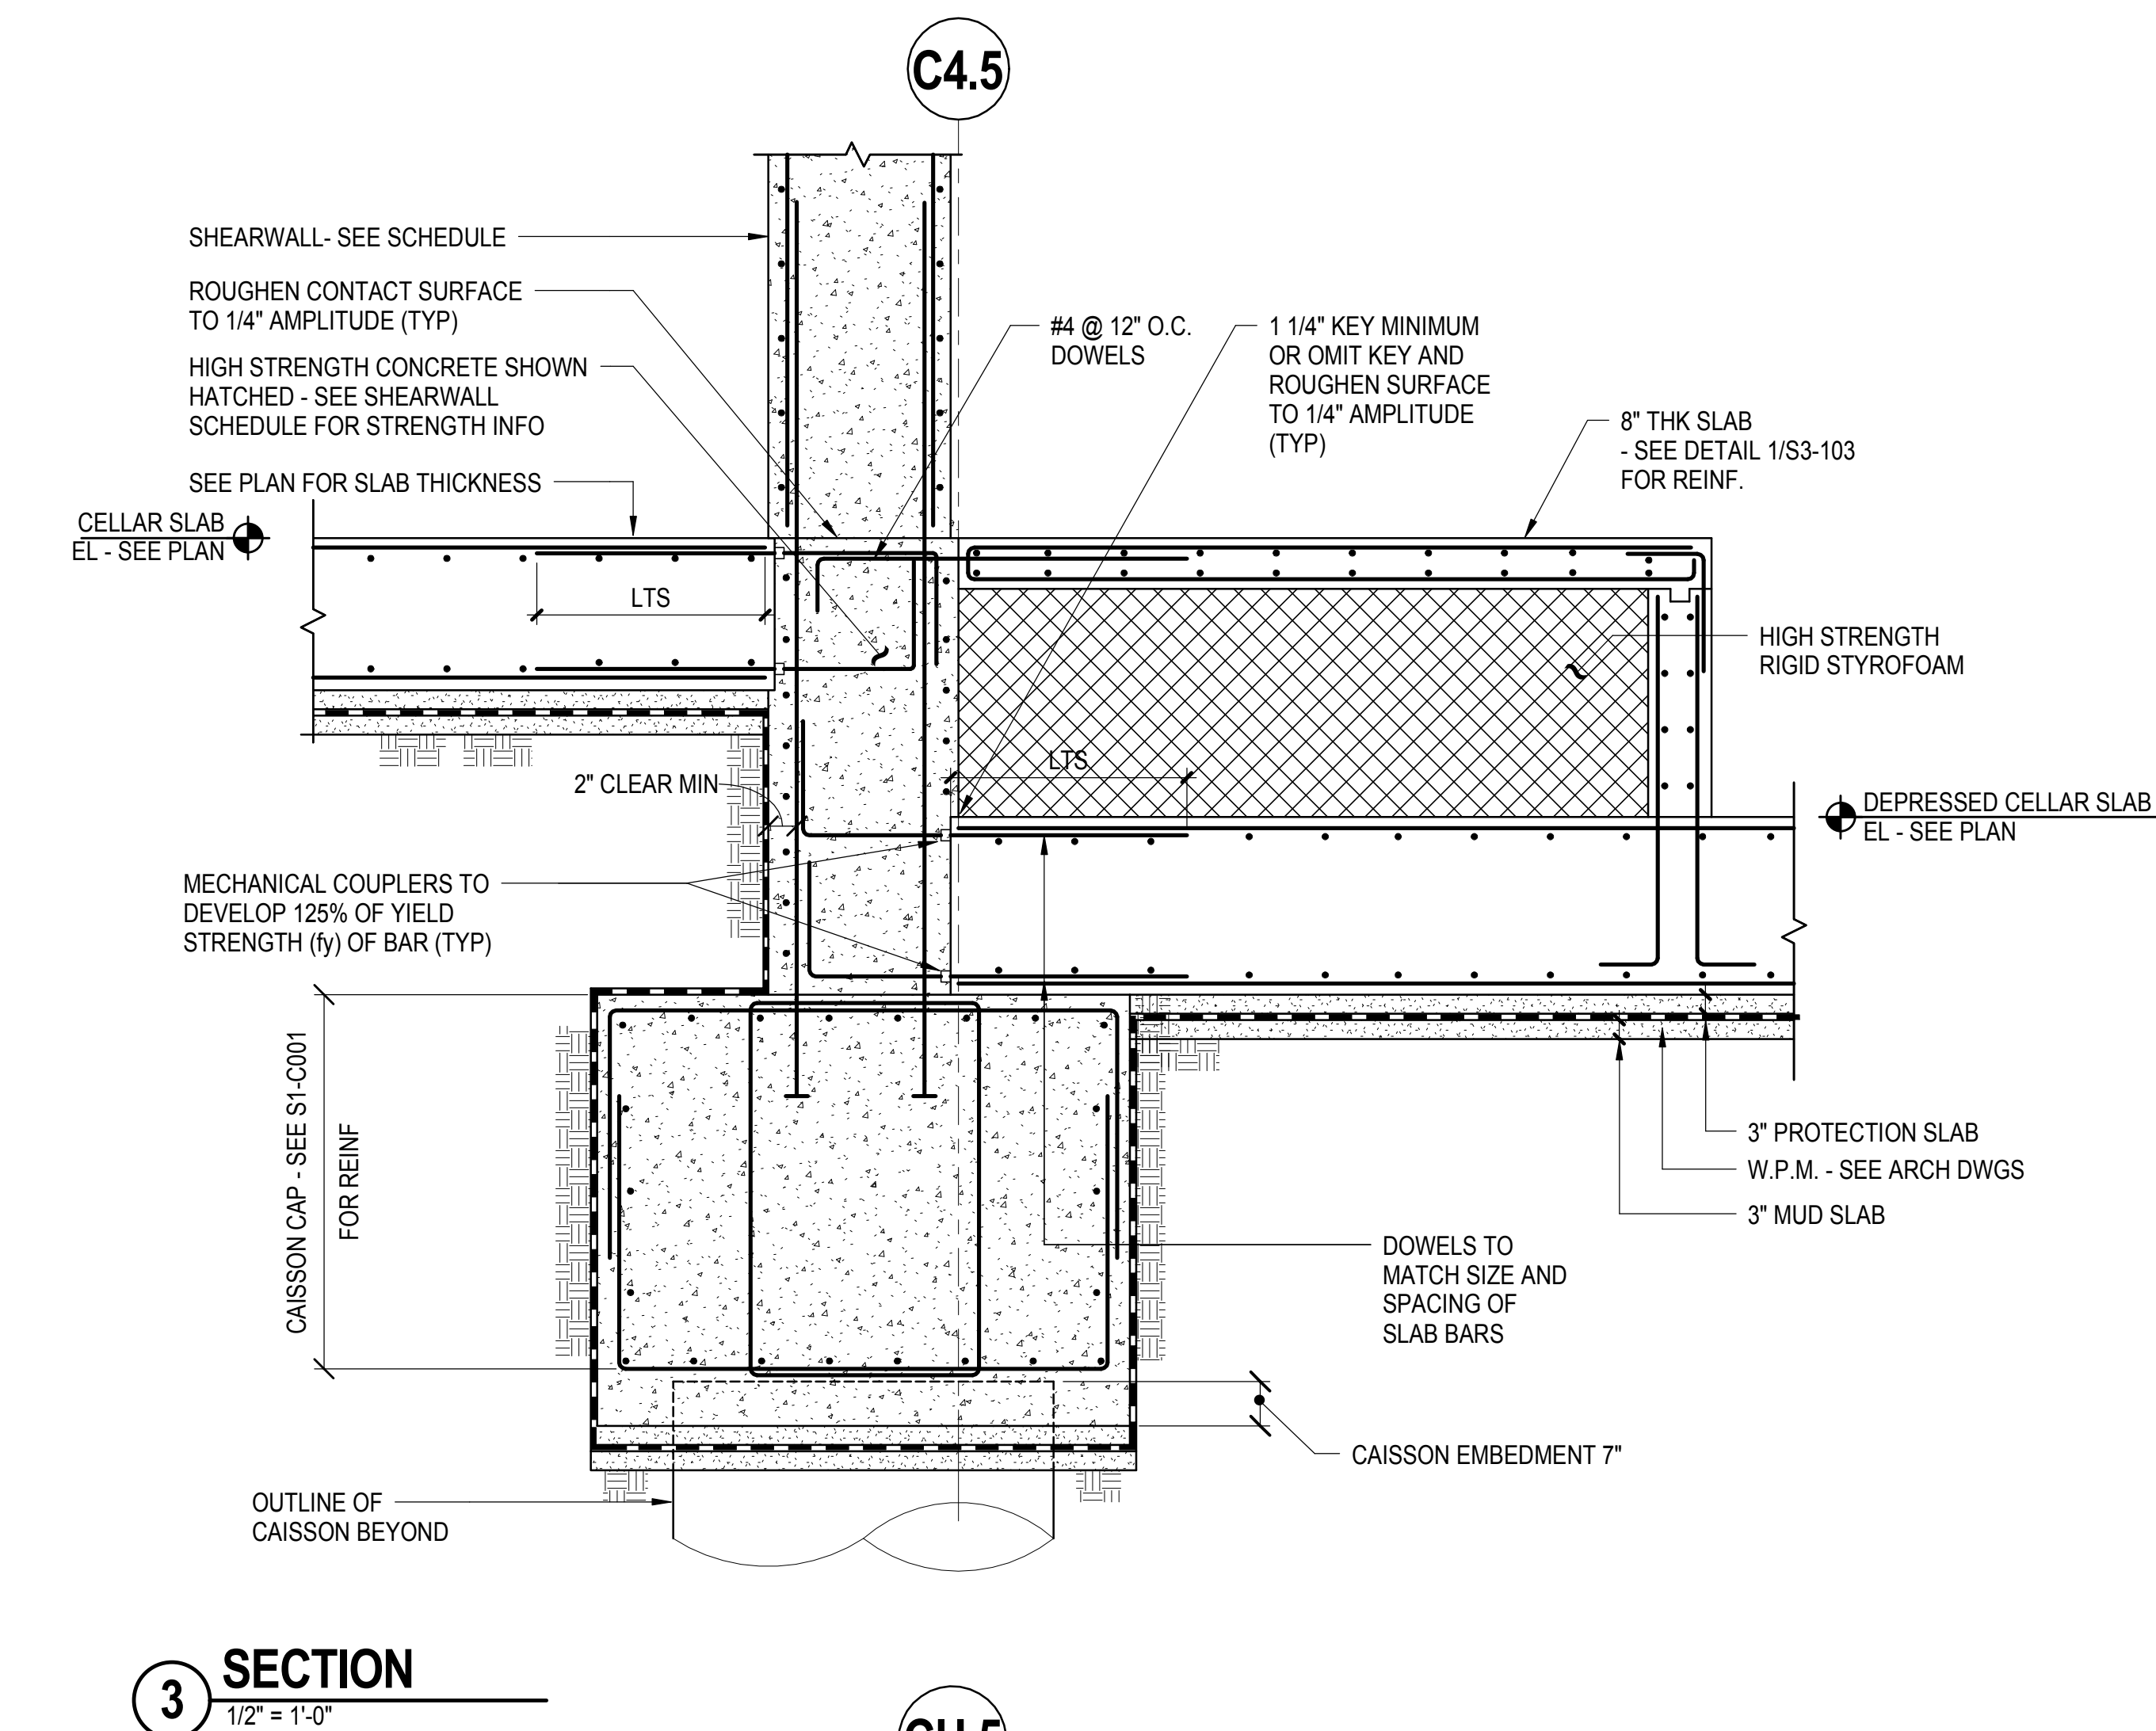 C4.5
SHEARWALL- SEE SCHEDULE
ROUGHEN CONTACT SURFACE
TO 1/4" AMPLITUDE (TYP)
HIGH STRENGTH CONCRETE SHOWN
HATCHED - SEE SHEARWALL
SCHEDULE FOR STRENGTH INFO
SEE PLAN FOR SLAB THICKNESS
CELLAR SLAB
EL - SEE PLAN
#4 @ 12" O.C.
DOWELS
1 1/4" KEY MINIMUM
OR OMIT KEY AND
ROUGHEN SURFACE
TO 1/4" AMPLITUDE
(TYP)
8" THK SLAB
- SEE DETAIL 1/S3-103
FOR REINF.
LTS
HIGH STRENGTH
RIGID STYROFOAM
LTS
2" CLEAR MIN
DEPRESSED CELLAR SLAB
EL - SEE PLAN
MECHANICAL COUPLERS TO
DEVELOP 125% OF YIELD
STRENGTH (fy) OF BAR (TYP)
CAISSON CAP - SEE S1-C001
FOR REINF
3" PROTECTION SLAB
W.P.M. - SEE ARCH DWGS
3" MUD SLAB
DOWELS TO
MATCH SIZE AND
SPACING OF
SLAB BARS
CAISSON EMBEDMENT 7"
OUTLINE OF
CAISSON BEYOND
3
SECTION
1/2" = 1'-0"